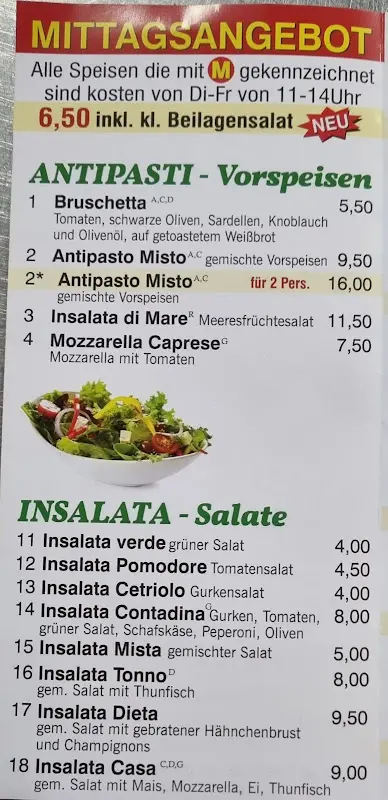 MITTAGSANGEBOT
Alle Speisen die mit M gekennzeichnet
sind kosten von Di-Fr von 11-14Uhr
6,50 inkl. kl. Beilagensalat NEU
ANTIPASTI - Vorspeisen
1 Bruschetta A,C,D 5,50
Tomaten, schwarze Oliven, Sardellen, Knoblauch
und Olivenöl, auf getoastetem Weißbrot
2 Antipasto Misto A,C gemischte Vorspeisen 9,50
2* Antipasto Misto A,C für 2 Pers. 16,00
gemischte Vorspeisen
3 Insalata di Mare R Meeresfrüchtesalat 11,50
4 Mozzarella Caprese G 7,50
Mozzarella mit Tomaten
INSALATA - Salate
11 Insalata verde grüner Salat 4,00
12 Insalata Pomodore Tomatensalat 4,50
13 Insalata Cetriolo Gurkensalat 4,00
14 Insalata Contadina G Gurken, Tomaten, 8,00
grüner Salat, Schafskäse, Peperoni, Oliven
15 Insalata Mista gemischter Salat 5,00
16 Insalata Tonno D 8,00
gem. Salat mit Thunfisch
17 Insalata Dieta 9,50
gem. Salat mit gebratener Hähnchenbrust
und Champignons
18 Insalata Casa C,D,G 9,00
gem. Salat mit Mais, Mozzarella, Ei, Thunfisch